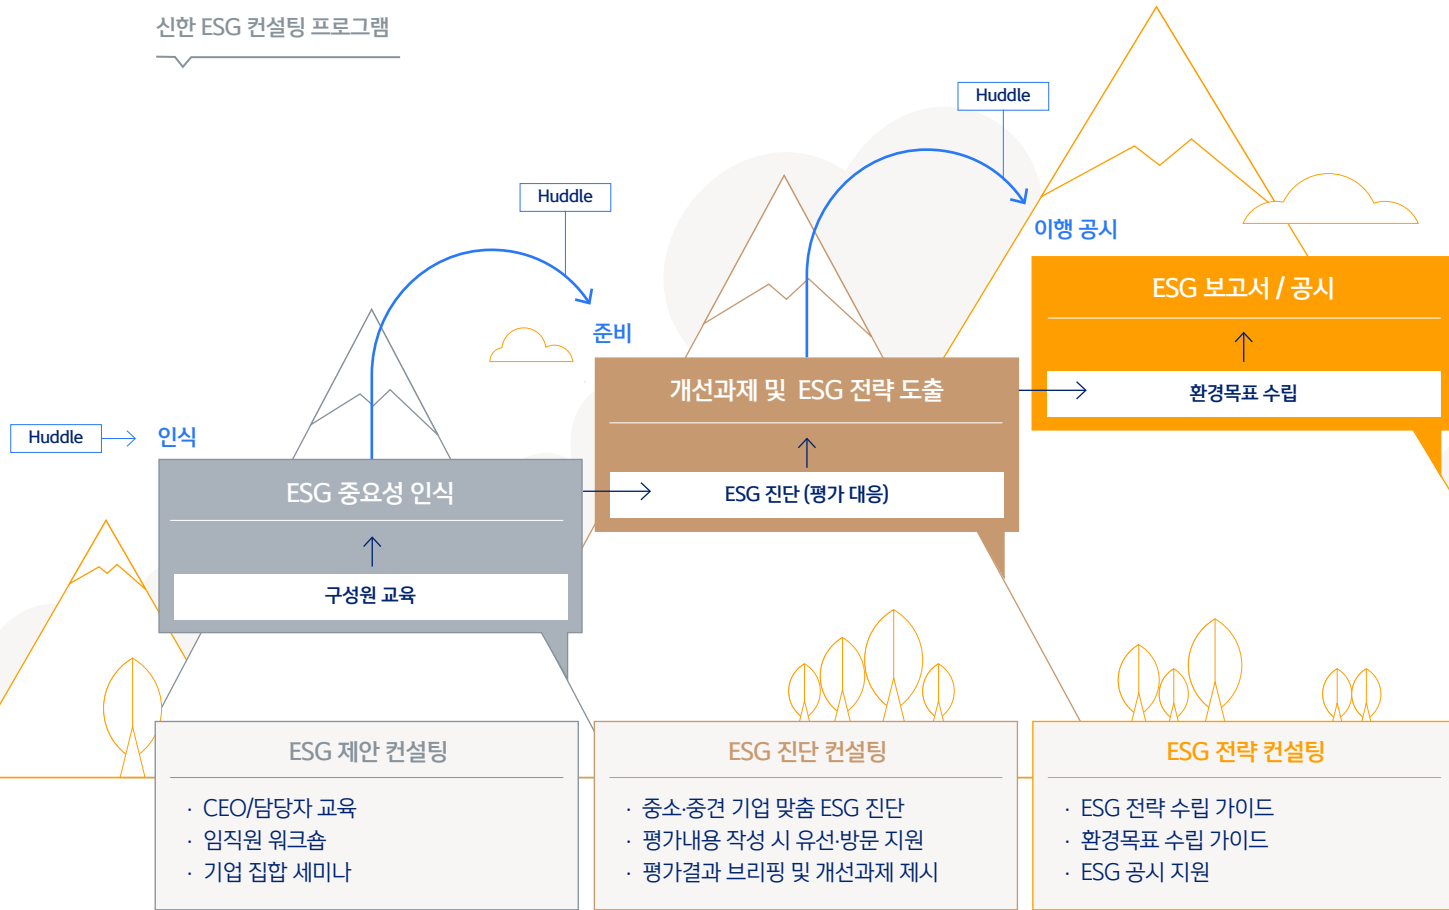 신한 ESG 컨설팅 프로그램
Huddle
인식
ESG 중요성 인식
구성원 교육
Huddle
준비
개선과제 및 ESG 전략 도출
ESG 진단 (평가 대응)
Huddle
이행 공시
ESG 보고서 / 공시
환경목표 수립
ESG 제안 컨설팅
· CEO/담당자 교육
· 임직원 워크숍
· 기업 집합 세미나
ESG 진단 컨설팅
· 중소·중견 기업 맞춤 ESG 진단
· 평가내용 작성 시 유선·방문 지원
· 평가결과 브리핑 및 개선과제 제시
ESG 전략 컨설팅
· ESG 전략 수립 가이드
· 환경목표 수립 가이드
· ESG 공시 지원